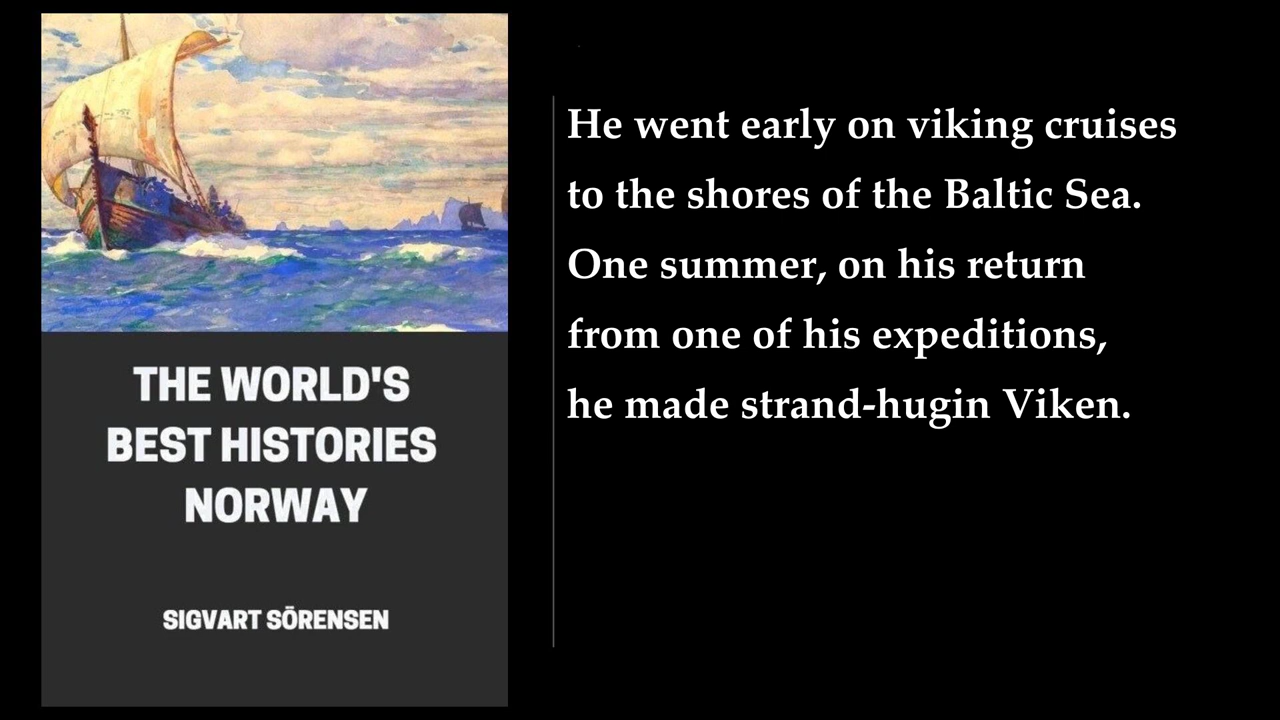 THE WORLD'S
BEST HISTORIES
NORWAY
SIGVART SÖRENSEN
He went early on viking cruises
to the shores of the Baltic Sea.
One summer, on his return
from one of his expeditions,
he made strand-hugin Viken.